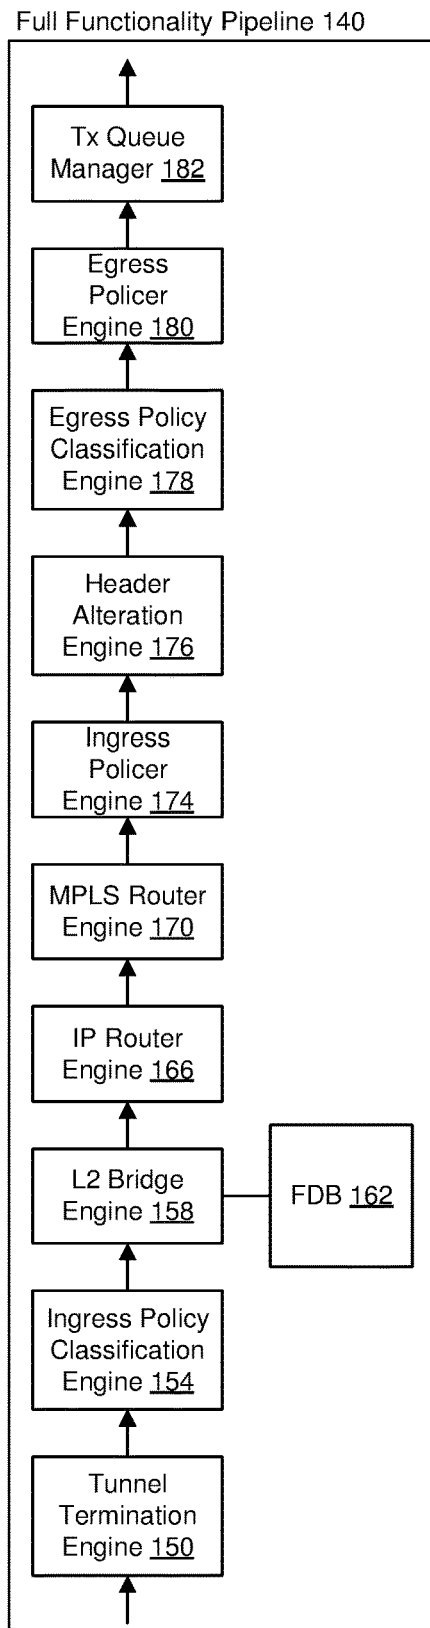 Full Functionality Pipeline 140
Tx Queue
Manager 182
Egress
Policer
Engine 180
Egress Policy
Classification
Engine 178
Header
Alteration
Engine 176
Ingress
Policer
Engine 174
MPLS Router
Engine 170
IP Router
Engine 166
L2 Bridge
Engine 158
FDB 162
Ingress Policy
Classification
Engine 154
Tunnel
Termination
Engine 150